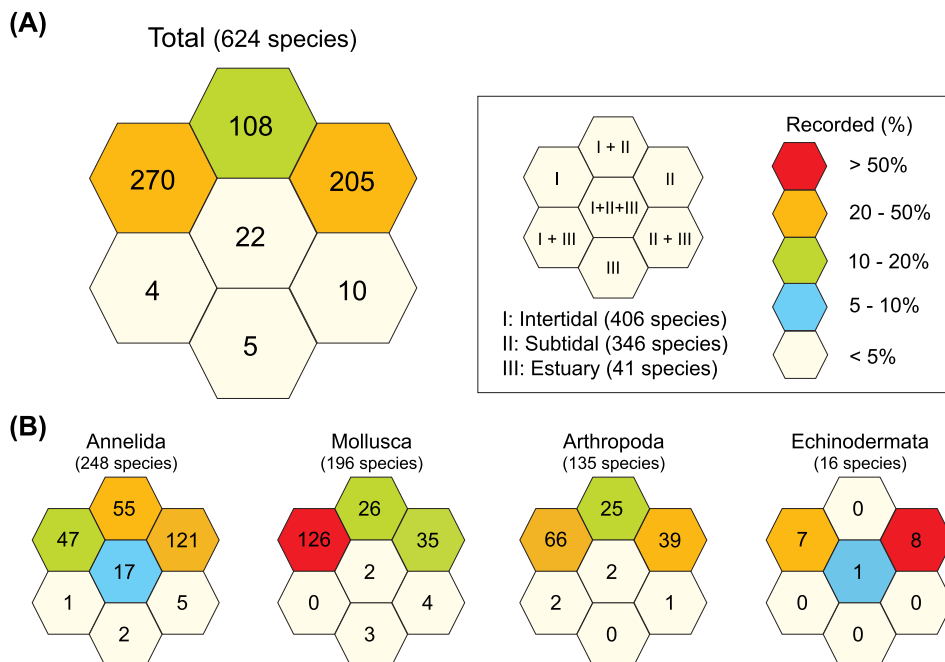 (A)
Total (624 species)
108
270
205
22
4
10
5
I + II
I
II
I+II+III
I + III
II + III
III
I: Intertidal (406 species)
II: Subtidal (346 species)
III: Estuary (41 species)
Recorded (%)
> 50%
20 - 50%
10 - 20%
5 - 10%
< 5%
(B)
Annelida
(248 species)
55
47
121
17
1
5
2
Mollusca
(196 species)
26
126
35
2
0
4
3
Arthropoda
(135 species)
25
66
39
2
2
1
0
Echinodermata
(16 species)
0
7
8
1
0
0
0